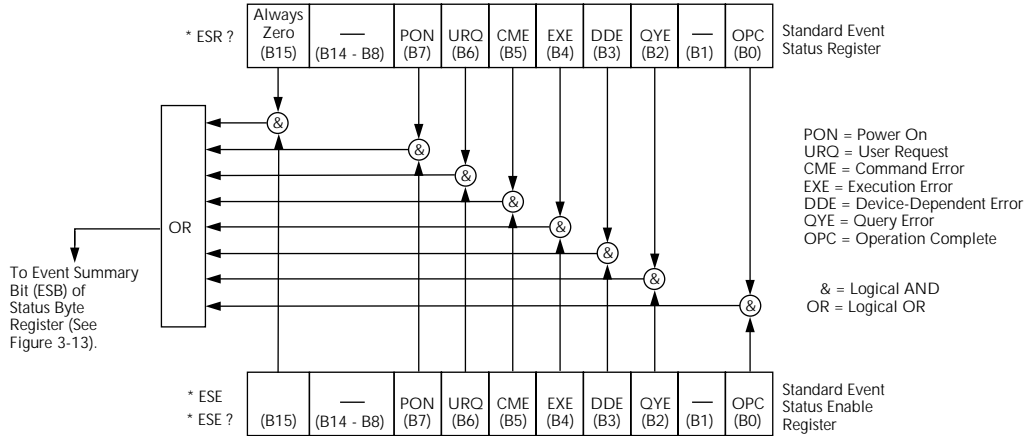 * ESR ?
Always
Zero
(B15)
—
(B14 - B8)
PON
(B7)
URQ
(B6)
CME
(B5)
EXE
(B4)
DDE
(B3)
QYE
(B2)
—
(B1)
OPC
(B0)
Standard Event
Status Register
&
&
&
&
&
&
&
&
OR
To Event Summary
Bit (ESB) of
Status Byte
Register (See
Figure 3-13).
PON = Power On
URQ = User Request
CME = Command Error
EXE = Execution Error
DDE = Device-Dependent Error
QYE = Query Error
OPC = Operation Complete
& = Logical AND
OR = Logical OR
* ESE
* ESE ?
(B15)
—
(B14 - B8)
PON
(B7)
URQ
(B6)
CME
(B5)
EXE
(B4)
DDE
(B3)
QYE
(B2)
—
(B1)
OPC
(B0)
Standard Event
Status Enable
Register